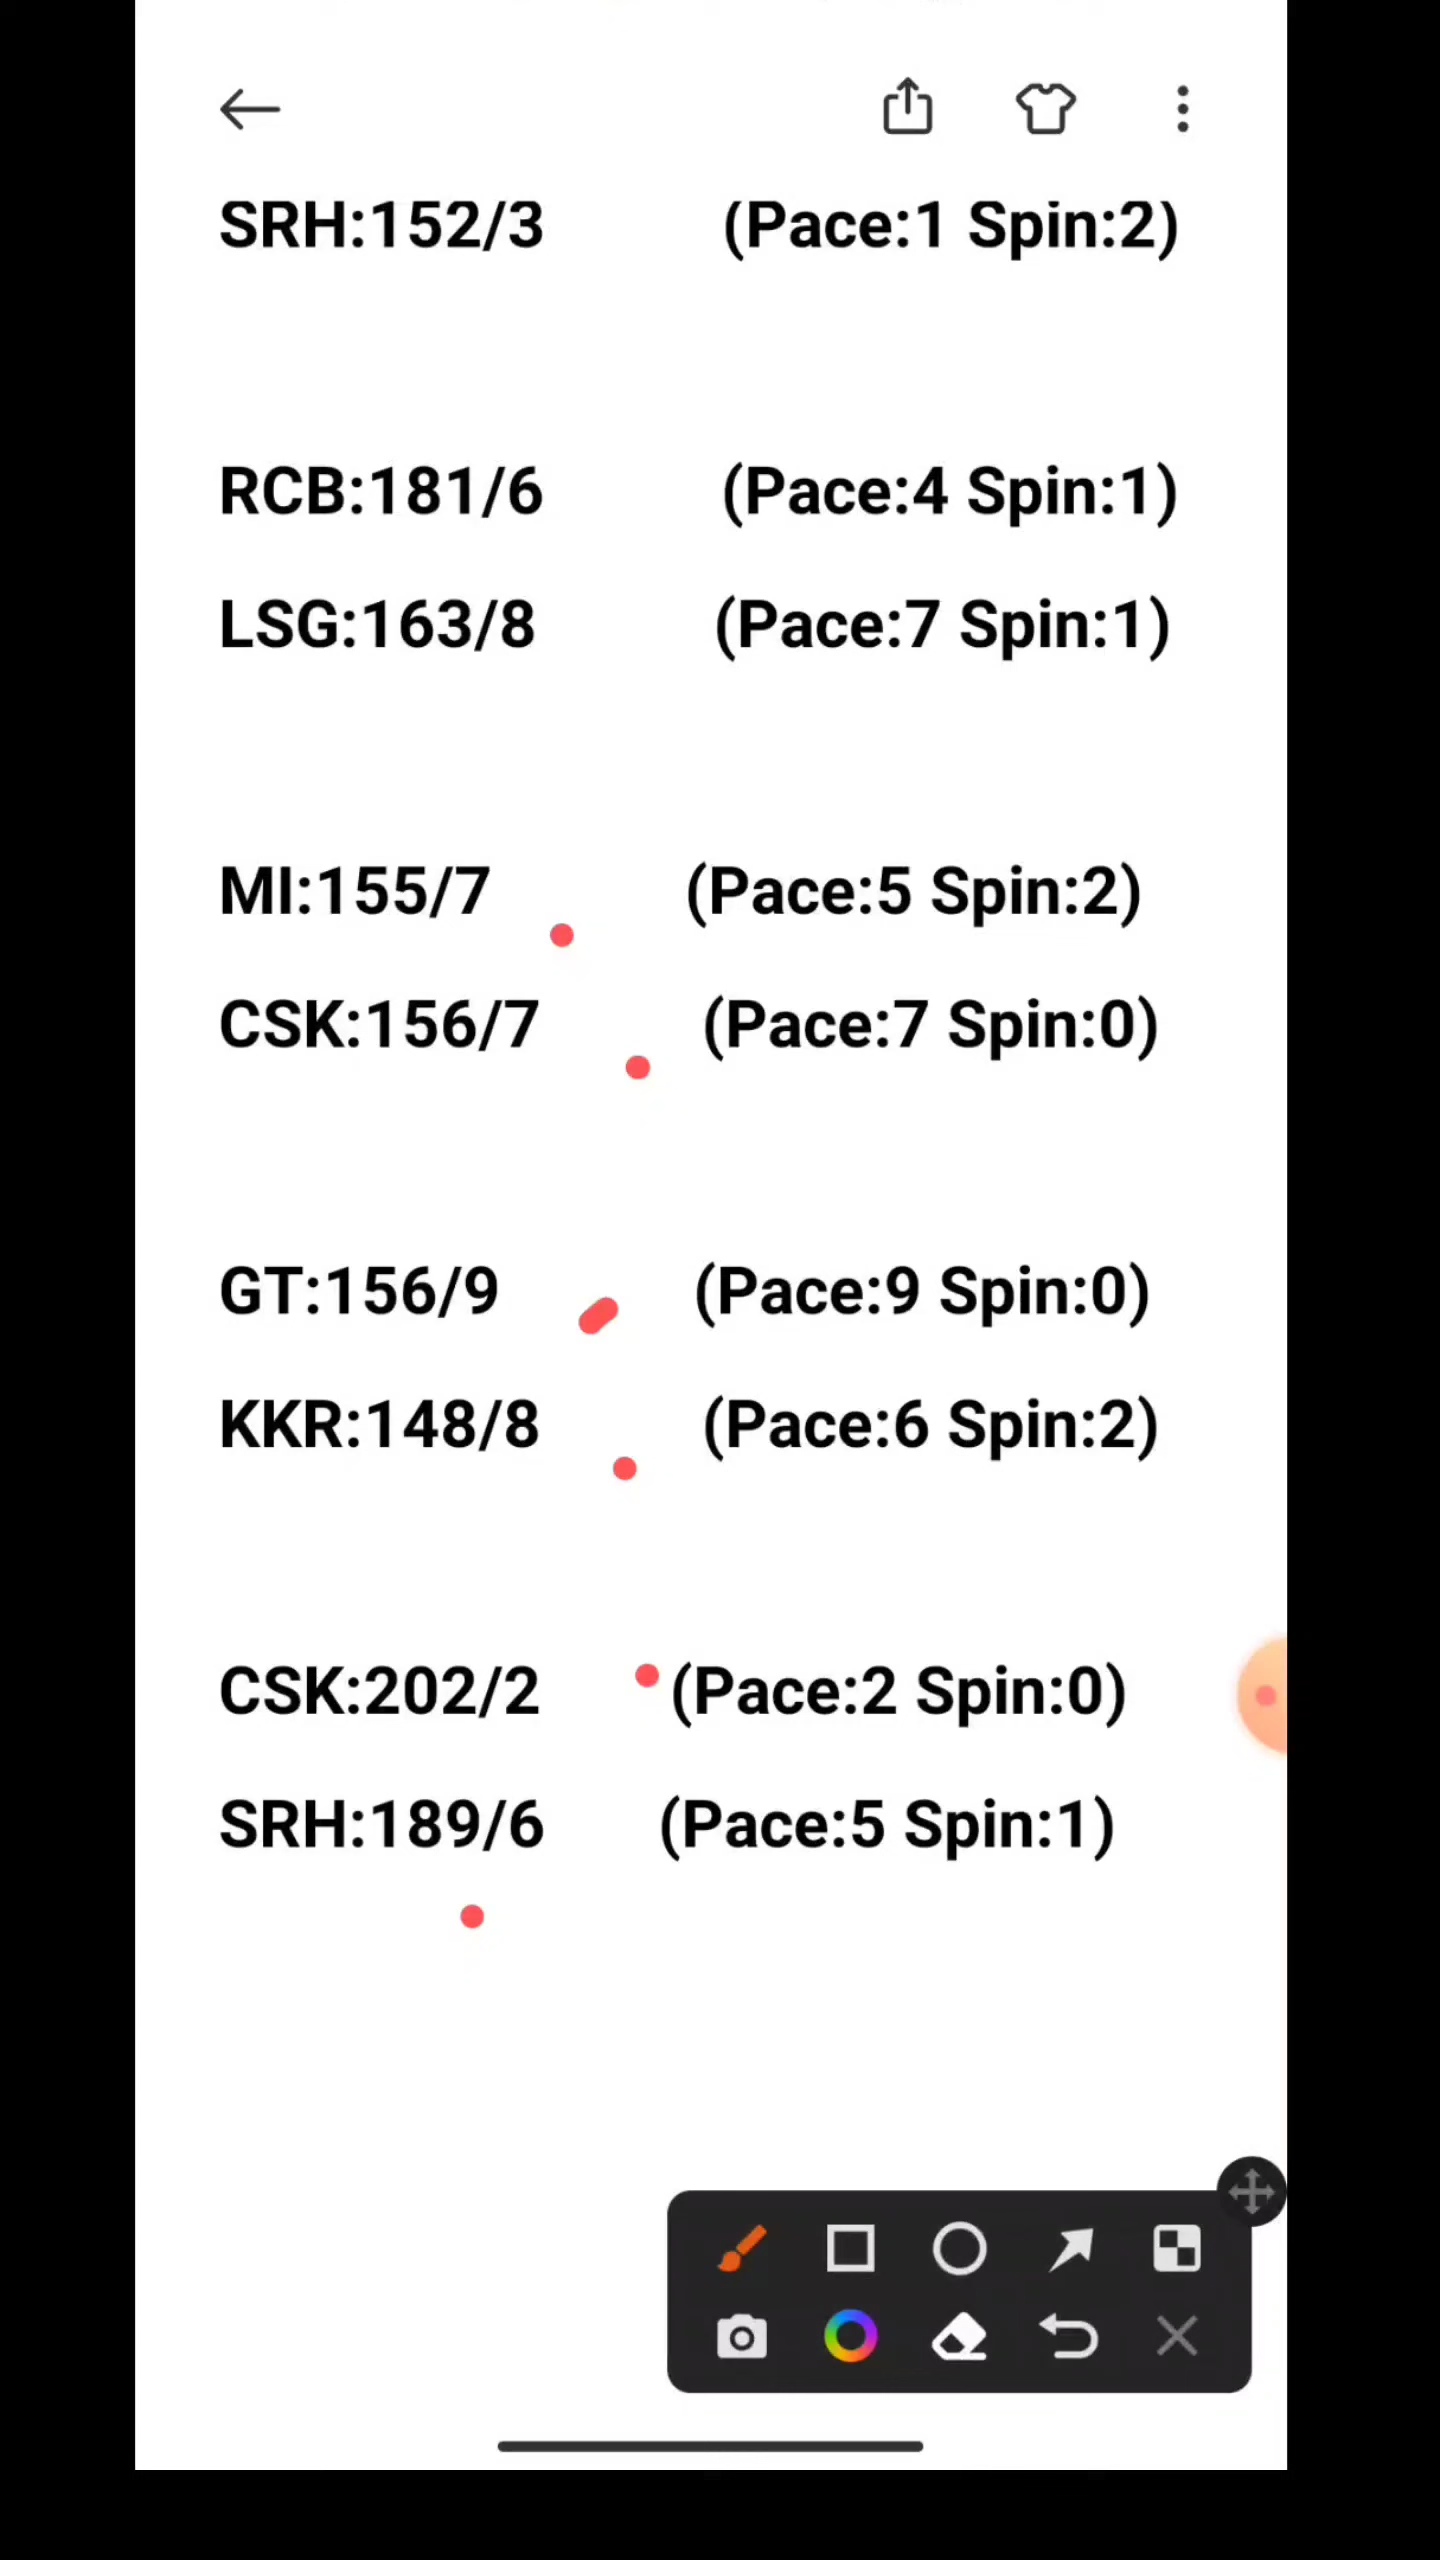 SRH:152/3 (Pace:1 Spin:2)
RCB:181/6 (Pace:4 Spin:1)
LSG:163/8 (Pace:7 Spin:1)
MI:155/7 (Pace:5 Spin:2)
CSK:156/7 (Pace:7 Spin:0)
GT:156/9 (Pace:9 Spin:0)
KKR:148/8 (Pace:6 Spin:2)
CSK:202/2 (Pace:2 Spin:0)
SRH:189/6 (Pace:5 Spin:1)